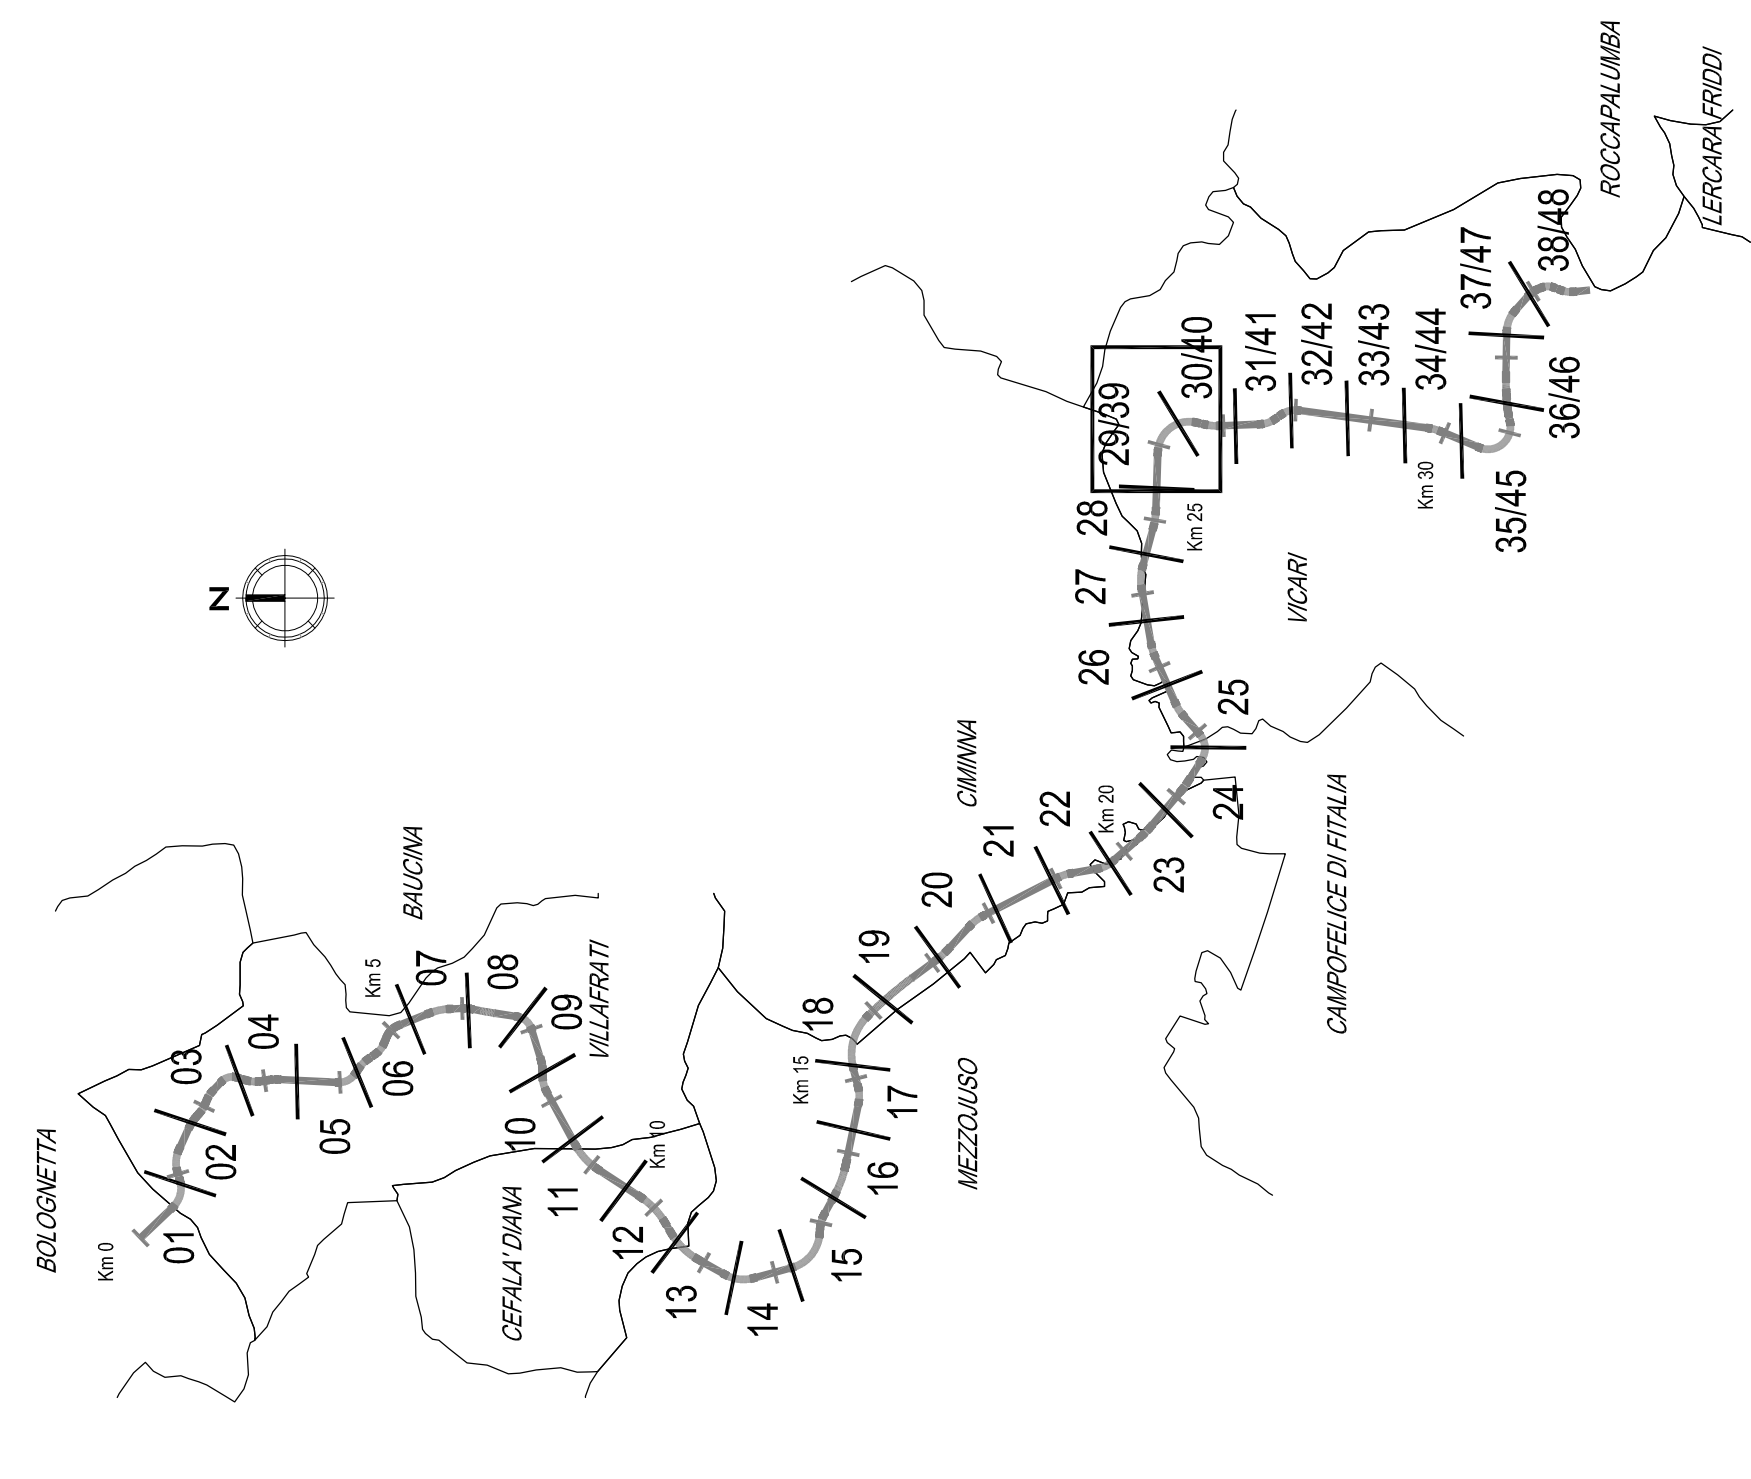 BOLOGNETTA
Km 0
01
02
03
04
05
Km 5
06
07
BAUCINA
08
09
VILLAFRATI
10
11
Km 10
CEFALA' DIANA
12
13
14
15
16
17
Km 15
MEZZOJUSO
18
19
20
21
CIMINNA
22
Km 20
23
24
25
CAMPOFELICE DI FITALIA
26
27
28
Km 25
VICARI
29/39
30/40
31/41
32/42
33/43
34/44
Km 30
35/45
36/46
37/47
38/48
ROCCAPALUMBA
LERCARA FRIDDI
N